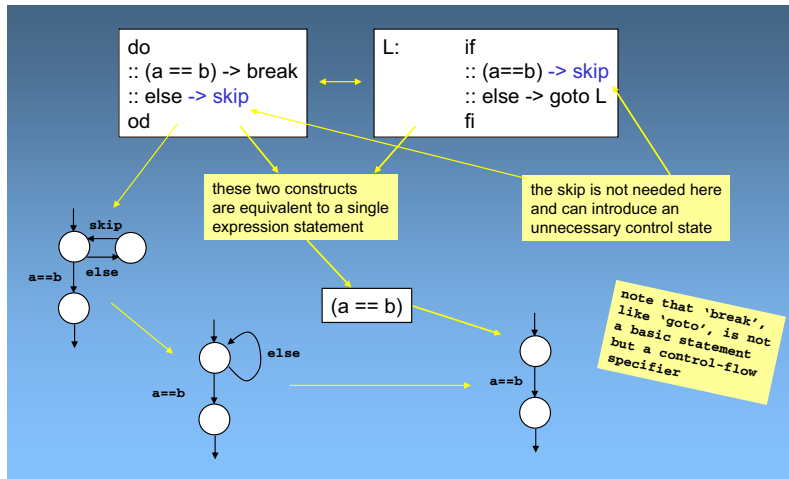 do
:: (a == b) -> break
:: else -> skip
od
L: if
:: (a==b) -> skip
:: else -> goto L
fi
these two constructs
are equivalent to a single
expression statement
the skip is not needed here
and can introduce an
unnecessary control state
skip
else
a==b
(a == b)
note that ‘break’,
like ‘goto’, is not
a basic statement
but a control-flow
specifier
else
a==b
a==b